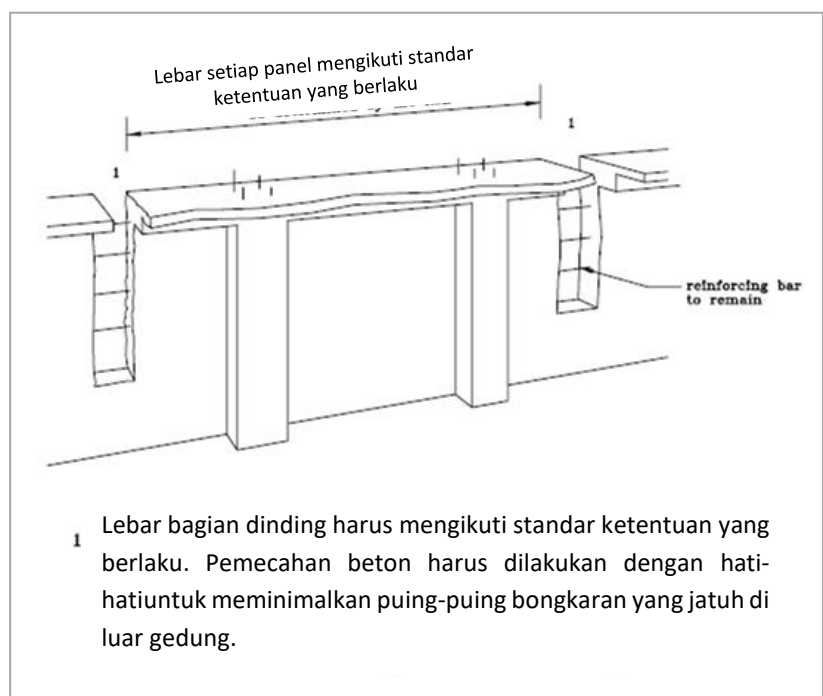 Lebar setiap panel mengikuti standar
ketentuan yang berlaku
1
1
reinforcing bar
to remain
1 Lebar bagian dinding harus mengikuti standar ketentuan yang
berlaku. Pemecahan beton harus dilakukan dengan hati-
hatiuntuk meminimalkan puing-puing bongkaran yang jatuh di
luar gedung.